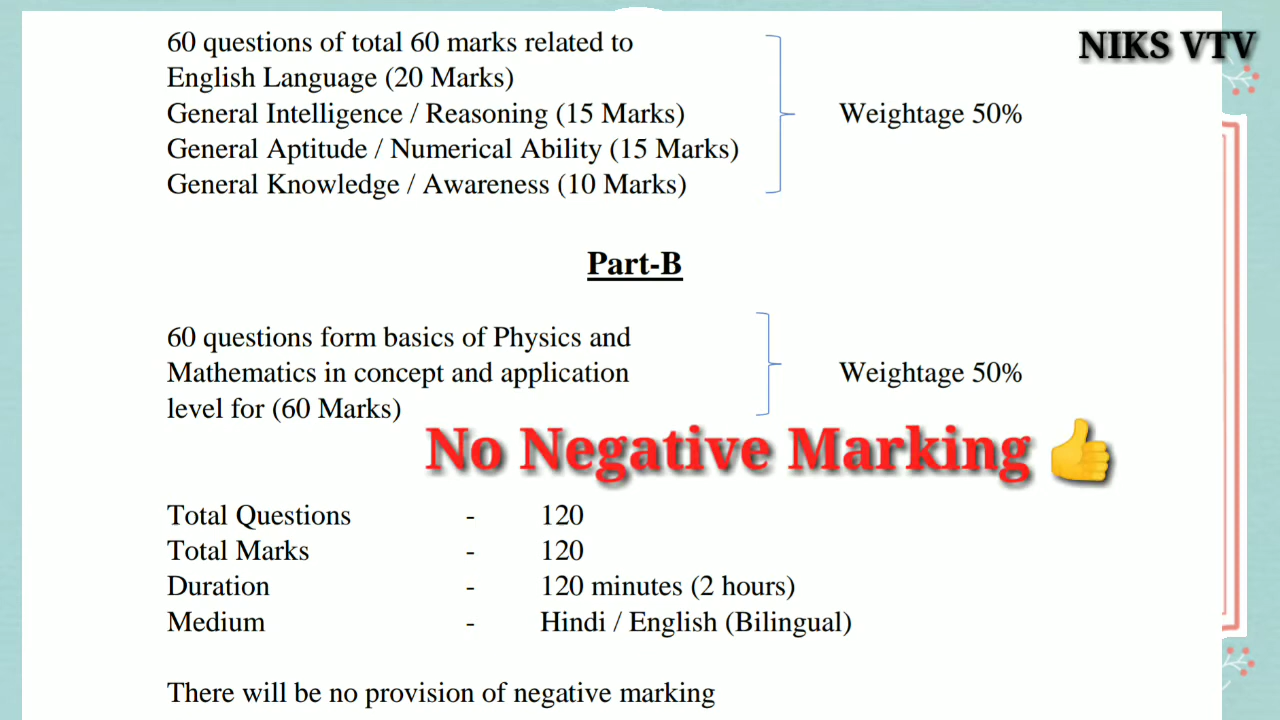 NIKS VTV
60 questions of total 60 marks related to
English Language (20 Marks)
General Intelligence / Reasoning (15 Marks)
General Aptitude / Numerical Ability (15 Marks)
General Knowledge / Awareness (10 Marks)
Weightage 50%
Part-B
60 questions form basics of Physics and
Mathematics in concept and application
level for (60 Marks)
Weightage 50%
No Negative Marking 👍
Total Questions - 120
Total Marks - 120
Duration - 120 minutes (2 hours)
Medium - Hindi / English (Bilingual)
There will be no provision of negative marking